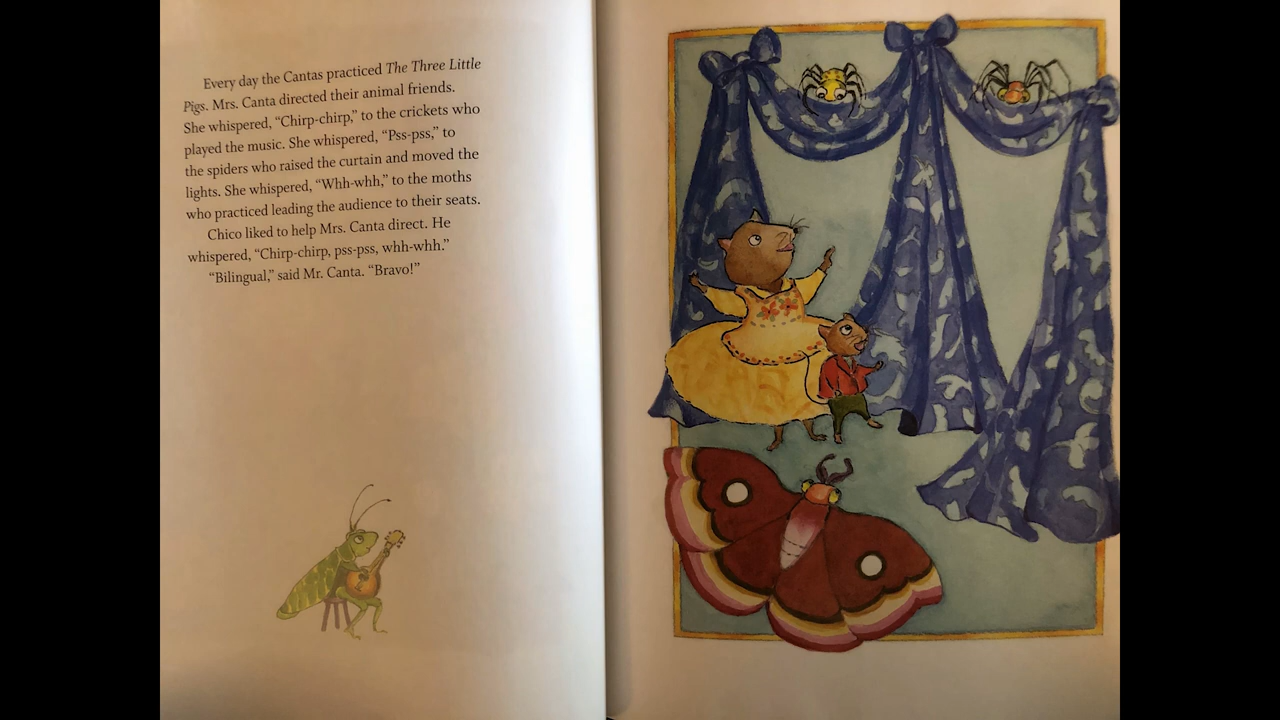 Every day the Cantas practiced The Three Little
Pigs. Mrs. Canta directed their animal friends.
She whispered, “Chirp-chirp,” to the crickets who
played the music. She whispered, “Pss-pss,” to
the spiders who raised the curtain and moved the
lights. She whispered, “Whh-whh,” to the moths
who practiced leading the audience to their seats.
Chico liked to help Mrs. Canta direct. He
whispered, “Chirp-chirp, pss-pss, whh-whh.”
“Bilingual,” said Mr. Canta. “Bravo!”